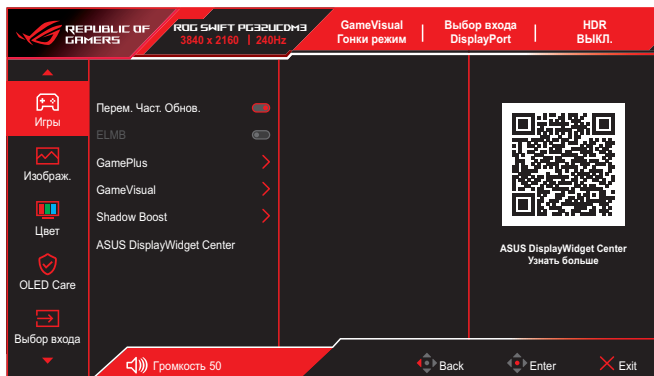 REPUBLIC OF
GAMERS
ROG SWIFT PG32UCDM3
3840 x 2160 | 240Hz
GameVisual
Гонки режим
Выбор входа
DisplayPort
HDR
ВЫКЛ.
Игры
Изображ.
Цвет
OLED Care
Выбор входа
Перем. Част. Обнов.
ELMB
GamePlus
GameVisual
Shadow Boost
ASUS DisplayWidget Center
ASUS DisplayWidget Center
Узнать больше
Громкость 50
Back
Enter
Exit